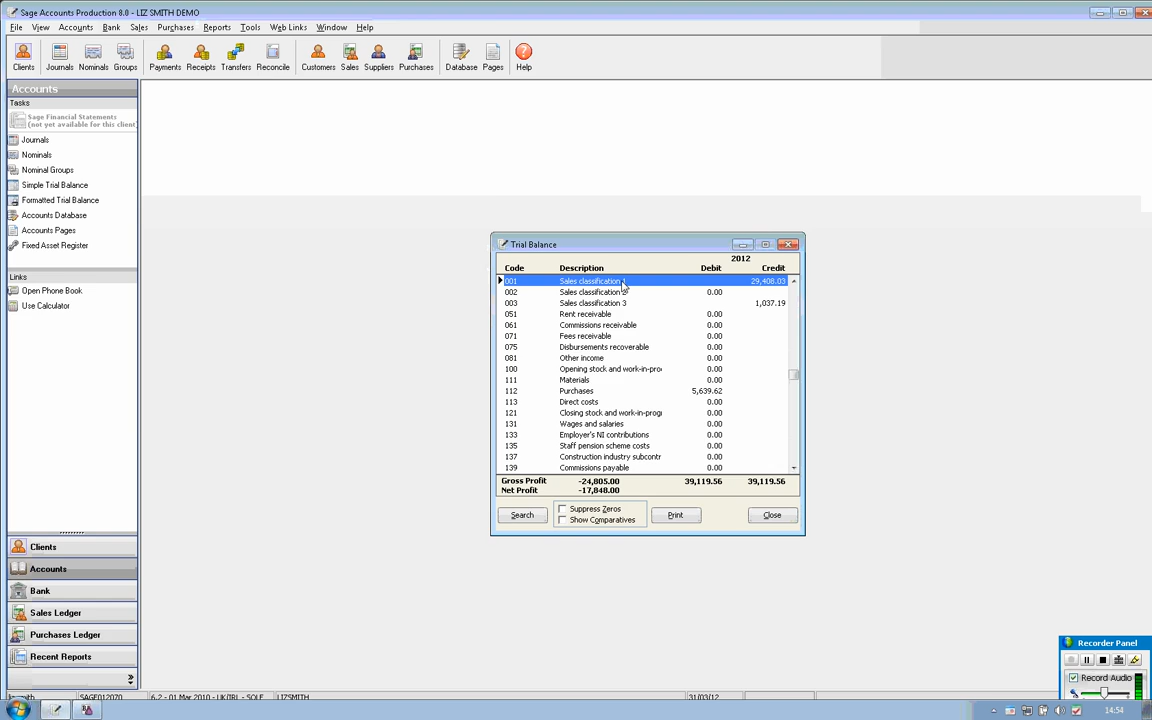 Sage Accounts Production 8.0 - LIZ SMITH DEMO
File View Accounts Bank Sales Purchases Reports Tools Web Links Window Help
Clients Journals Nominals Groups Payments Receipts Transfers Reconcile Customers Sales Suppliers Purchases Database Pages Help
Accounts
Tasks
Sage Financial Statements
(not yet available for this client)
Journals
Nominals
Nominal Groups
Simple Trial Balance
Formatted Trial Balance
Accounts Database
Accounts Pages
Fixed Asset Register
Links
Open Phone Book
Use Calculator
Clients
Accounts
Bank
Sales Ledger
Purchases Ledger
Recent Reports
Trial Balance
2012
Code Description Debit Credit
001 Sales classification 1 29,408.03
002 Sales classification 2 0.00
003 Sales classification 3 1,037.19
051 Rent receivable 0.00
061 Commissions receivable 0.00
071 Fees receivable 0.00
075 Disbursements recoverable 0.00
081 Other income 0.00
100 Opening stock and work-in-pro 0.00
111 Materials 0.00
112 Purchases 5,639.62
113 Direct costs 0.00
121 Closing stock and work-in-prog 0.00
131 Wages and salaries 0.00
133 Employer's NI contributions 0.00
135 Staff pension scheme costs 0.00
137 Construction industry subcontr 0.00
139 Commissions payable 0.00
Gross Profit -24,805.00 39,119.56 39,119.56
Net Profit -17,848.00
Search Suppress Zeros Print Close
Show Comparatives
Recorder Panel
Record Audio
SAGE012070 6.2 - 01 Mar 2010 - UK/IRL - SOLE LIZSMITH 31/03/12
14:54